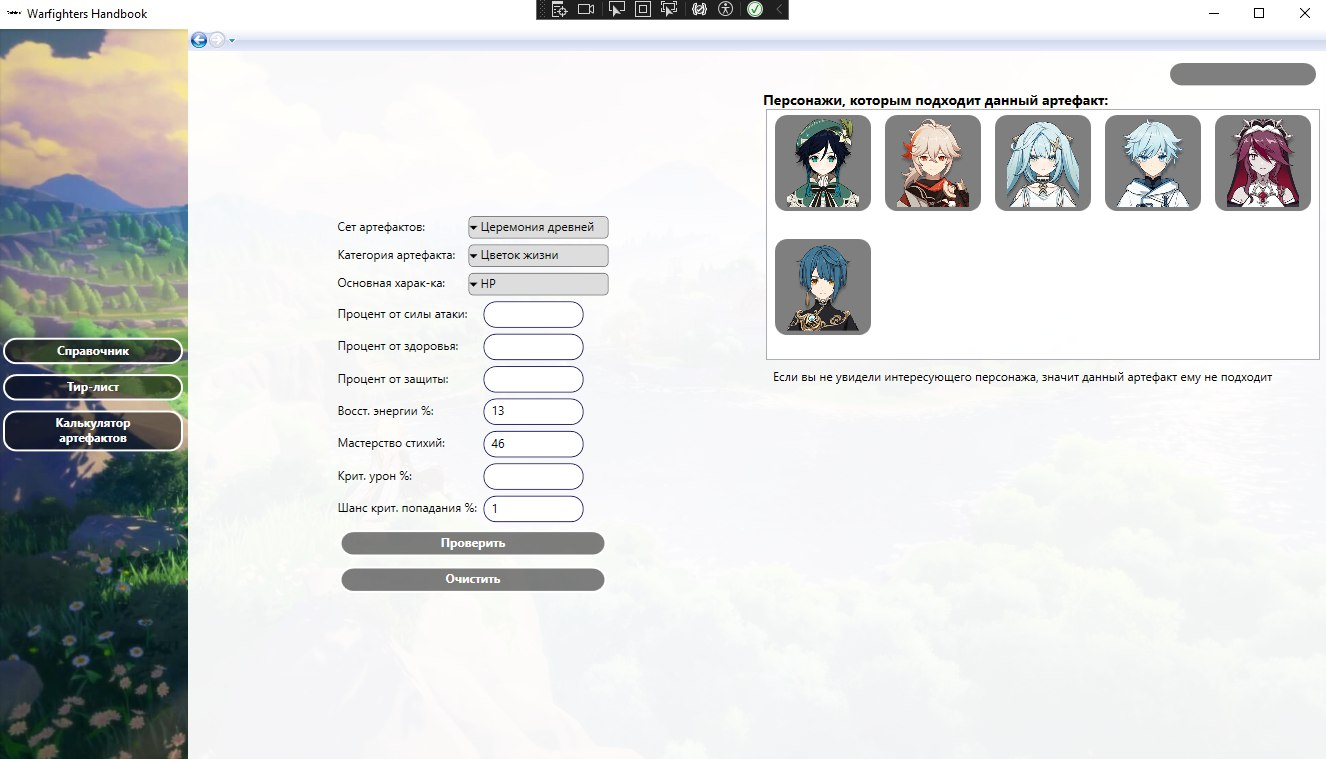 Warfighters Handbook
Справочник
Тир-лист
Калькулятор
артефактов
Сет артефактов:
Церемония древней
Категория артефакта:
Цветок жизни
Основная харак-ка:
HP
Процент от силы атаки:
Процент от здоровья:
Процент от защиты:
Восст. энергии %:
13
Мастерство стихий:
46
Крит. урон %:
Шанс крит. попадания %:
1
Проверить
Очистить
Персонажи, которым подходит данный артефакт:
Если вы не увидели интересующего персонажа, значит данный артефакт ему не подходит